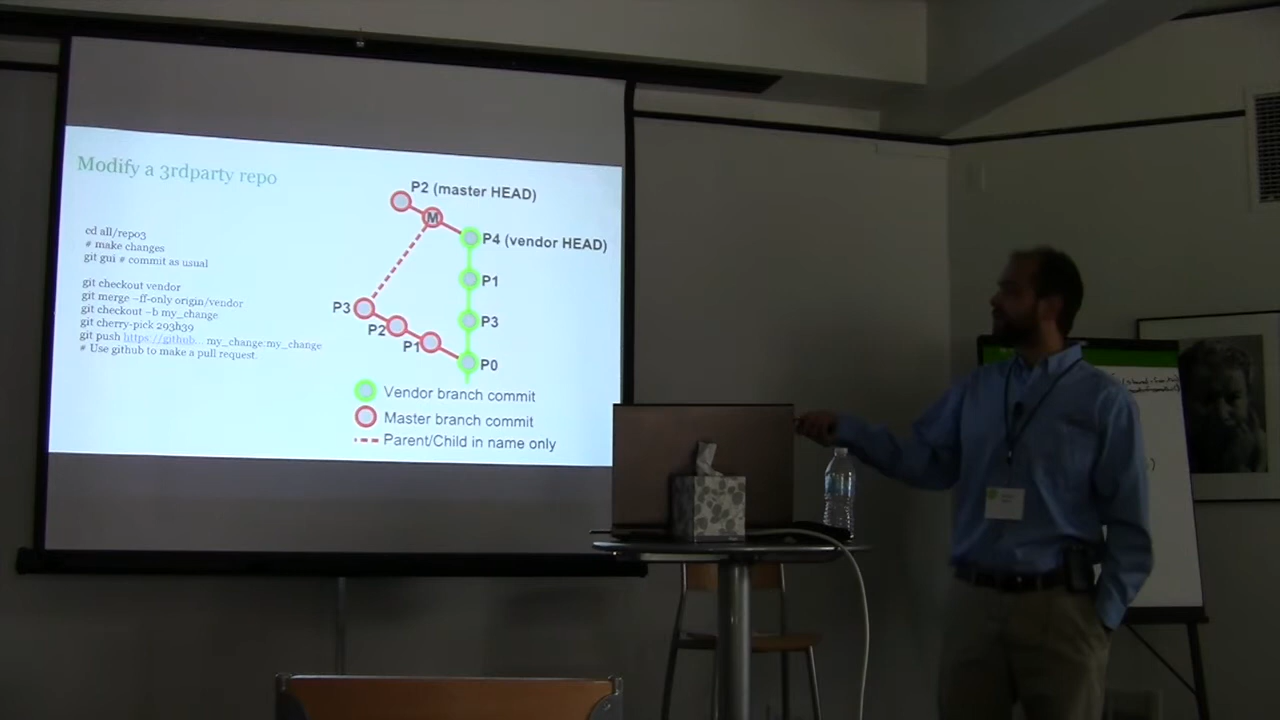 Modify a 3rdparty repo
cd all/repo3
# make changes
git gui # commit as usual
git checkout vendor
git merge –ff-only origin/vendor
git checkout –b my_change
git cherry-pick 293b39
git push https://github... my_change:my_change
# Use github to make a pull request.
P2 (master HEAD)
M
P4 (vendor HEAD)
P1
P3
P3
P2
P1
P0
Vendor branch commit
Master branch commit
Parent/Child in name only